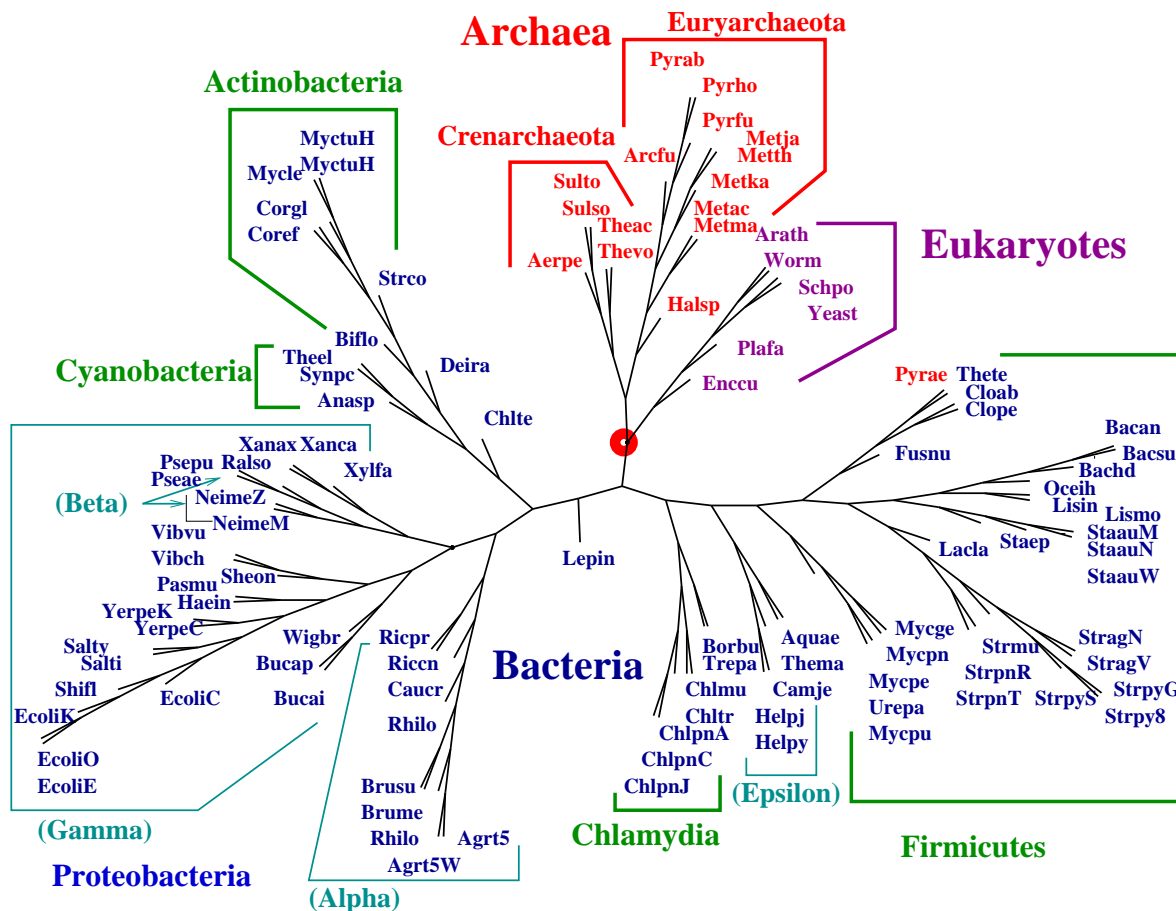 Euryarchaeota
Archaea
Pyrab
Actinobacteria
Pyrho
Pyrfu
Crenarchaeota
MyctuH
Metja
MyctuH
Arcfu
Metth
Mycle
Sulto
Metka
Corgl
Sulso
Metac
Coref
Theac
Metma
Arath
Eukaryotes
Aerpe
Thevo
Worm
Strco
Schpo
Halsp
Yeast
Biflo
Plafa
Theel
Deira
Cyanobacteria
Synpc
Enccu
Pyrae
Thete
Anasp
Cloab
Chlte
Clope
Xanax
Xanca
Bacan
Psepu
Ralso
Xylfa
Fusnu
Bacsu
Pseae
Bachd
(Beta)
NeimeZ
Oceih
Lisin
NeimeM
Lismo
Vibvu
StaauM
Vibch
Lepin
Lacla
Staep
StaauN
Sheon
StaauW
Pasmu
Haein
YerpeK
YerpeC
Wigbr
Ricpr
Borbu
Aquae
Mycge
Strmu
StragN
Salty
Salti
Bucap
Riccn
Bacteria
Trepa
Thema
Mycpn
StrpnR
StragV
Shifl
EcoliC
Bucai
Caucr
Chlmu
Camje
Mycpe
StrpnT
StrpyS
StrpyG
EcoliK
Rhilo
Chltr
Helpj
Urepa
Strpy8
ChlpnA
Helpy
Mycpu
EcoliO
ChlpnC
EcoliE
Brusu
ChlpnJ
(Epsilon)
Brume
(Gamma)
Rhilo
Agrt5
Chlamydia
Firmicutes
Agrt5W
Proteobacteria
(Alpha)